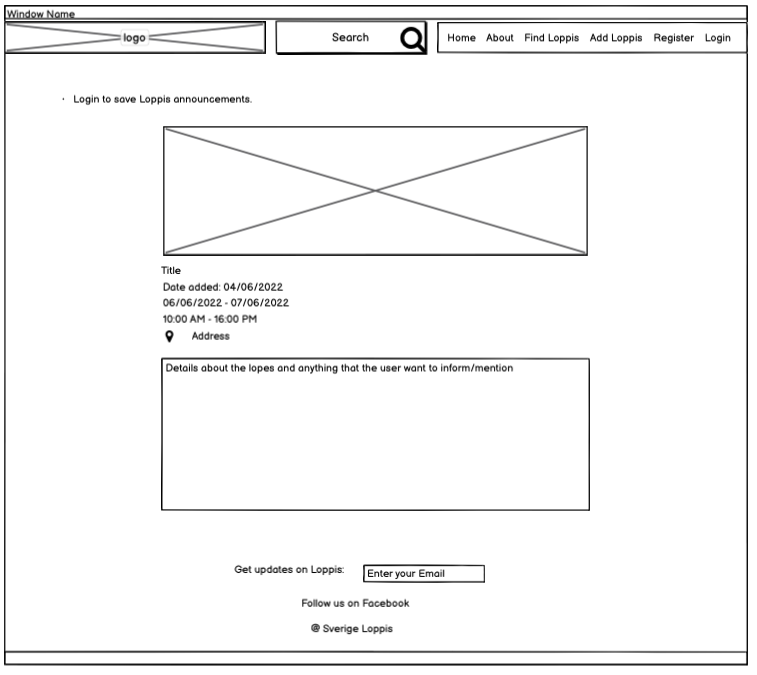 Window Name
logo
Search
Home About Find Loppis Add Loppis Register Login
· Login to save Loppis announcements.
Title
Date added: 04/06/2022
06/06/2022 - 07/06/2022
10:00 AM - 16:00 PM
Address
Details about the lopes and anything that the user want to inform/mention
Get updates on Loppis: Enter your Email
Follow us on Facebook
@ Sverige Loppis